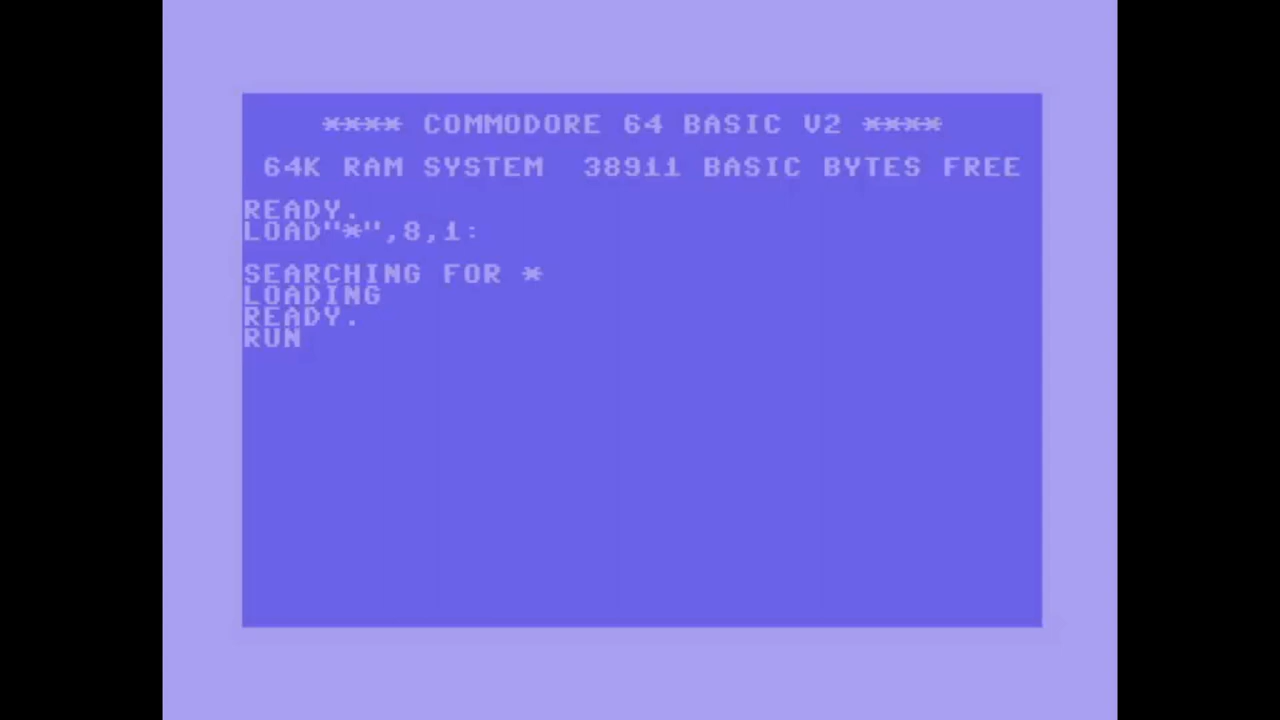 **** COMMODORE 64 BASIC V2 ****
64K RAM SYSTEM  38911 BASIC BYTES FREE
READY.
LOAD"*",8,1:
SEARCHING FOR *
LOADING
READY.
RUN